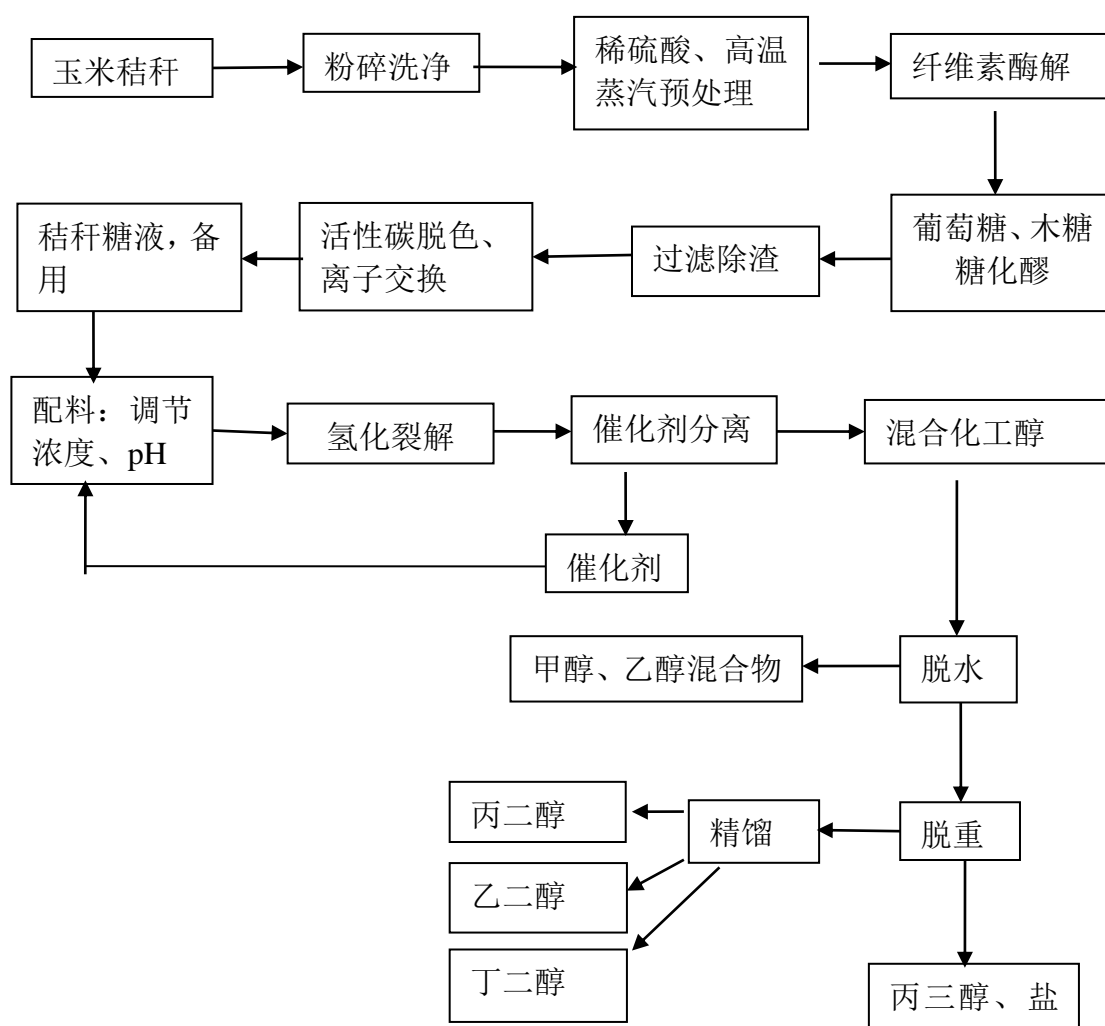 玉米秸秆
粉碎洗净
稀硫酸、高温
蒸汽预处理
纤维素酶解
葡萄糖、木糖
糖化醪
过滤除渣
活性碳脱色、
离子交换
秸秆糖液，备
用
配料：调节
浓度、pH
氢化裂解
催化剂分离
混合化工醇
催化剂
甲醇、乙醇混合物
脱水
丙二醇
精馏
脱重
乙二醇
丁二醇
丙三醇、盐